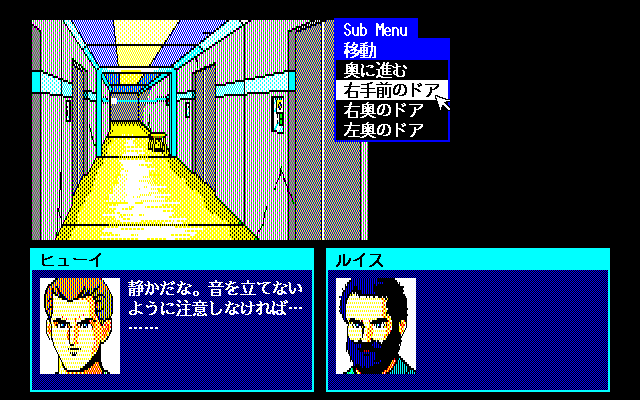 Sub Menu
移動
奥に進む
右手前のドア
右奥のドア
左奥のドア
ヒューイ
静かだな。音を立てない
ように注意しなければ…
……
ルイス